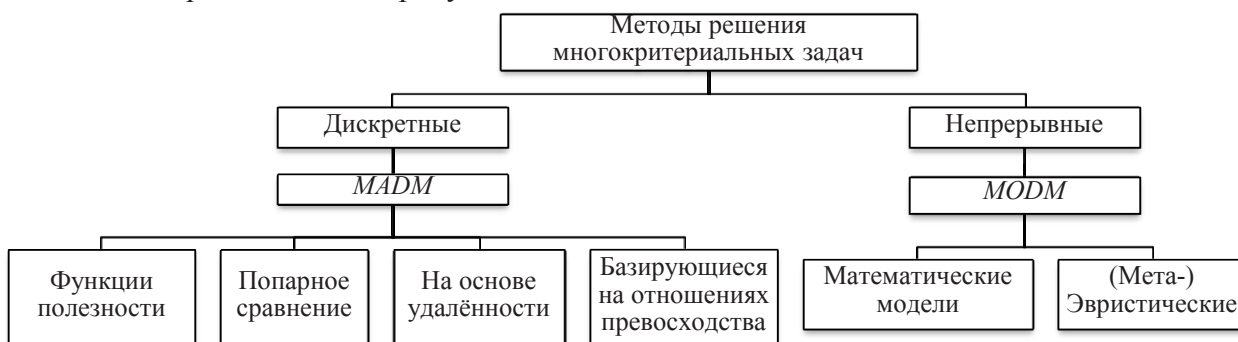 Методы решения
многокритериальных задач
Дискретные
Непрерывные
MADM
MODM
Функции
полезности
Попарное
сравнение
На основе
удалённости
Базирующиеся
на отношениях
превосходства
Математические
модели
(Мета-)
Эвристические